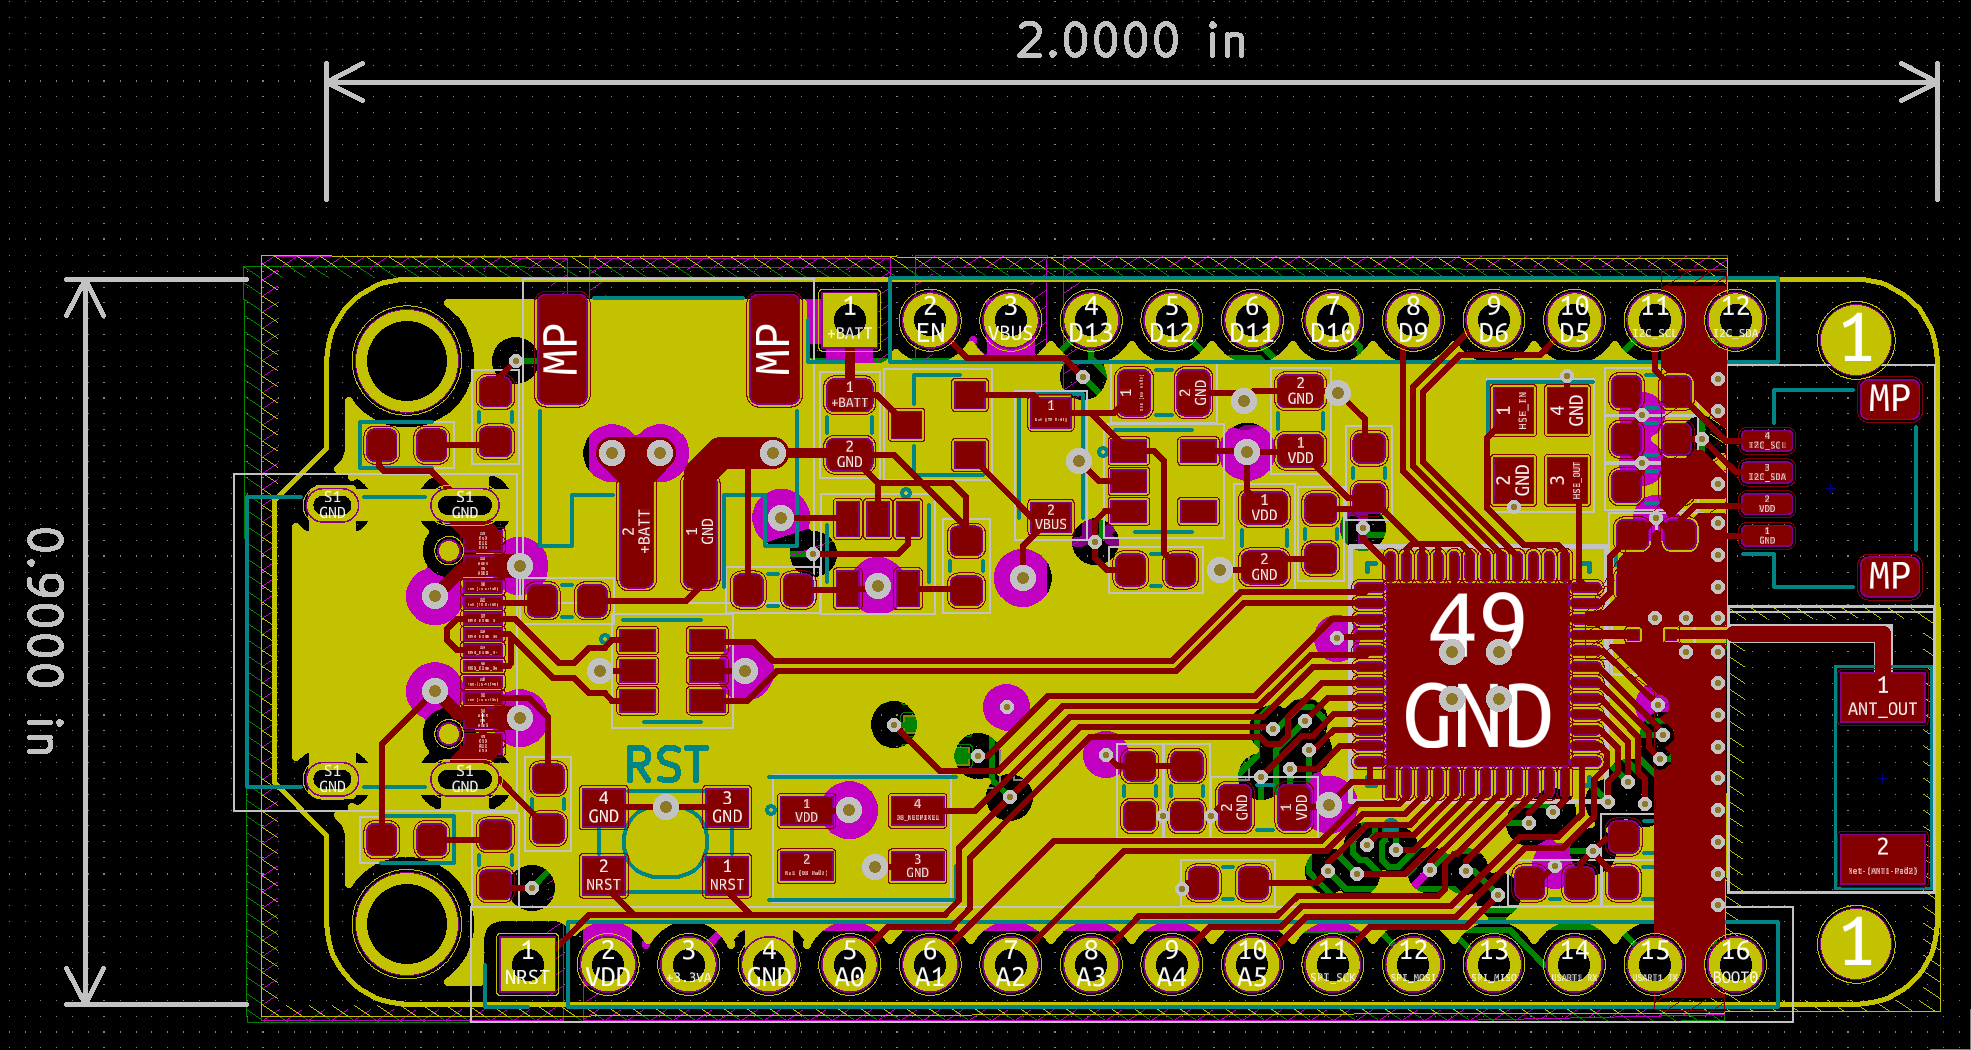 2.0000 in
0.9000 in
1
+BATT
2
EN
3
VBUS
4
D13
5
D12
6
D11
7
D10
8
D9
9
D6
10
D5
11
I2C_SCL
12
I2C_SDA
1
MP
MP
1
+BATT
2
GND
1
2
VBUS
1
2
GND
2
GND
1
VDD
1
VDD
2
GND
1
HSE_IN
4
GND
2
GND
3
HSE_OUT
MP
4
I2C_SCL
3
I2C_SDA
2
VDD
1
GND
MP
S1
GND
S1
GND
2
+BATT
1
GND
49
GND
1
ANT_OUT
2
Net-(ANT1-Pad2)
S1
GND
S1
GND
RST
4
GND
3
GND
2
NRST
1
NRST
1
VDD
4
2
3
GND
2
GND
1
VDD
1
NRST
2
VDD
3
+3.3VA
4
GND
5
A0
6
A1
7
A2
8
A3
9
A4
10
A5
11
SPI_SCK
12
SPI_MOSI
13
SPI_MISO
14
USART1_RX
15
USART1_TX
16
BOOT0
1